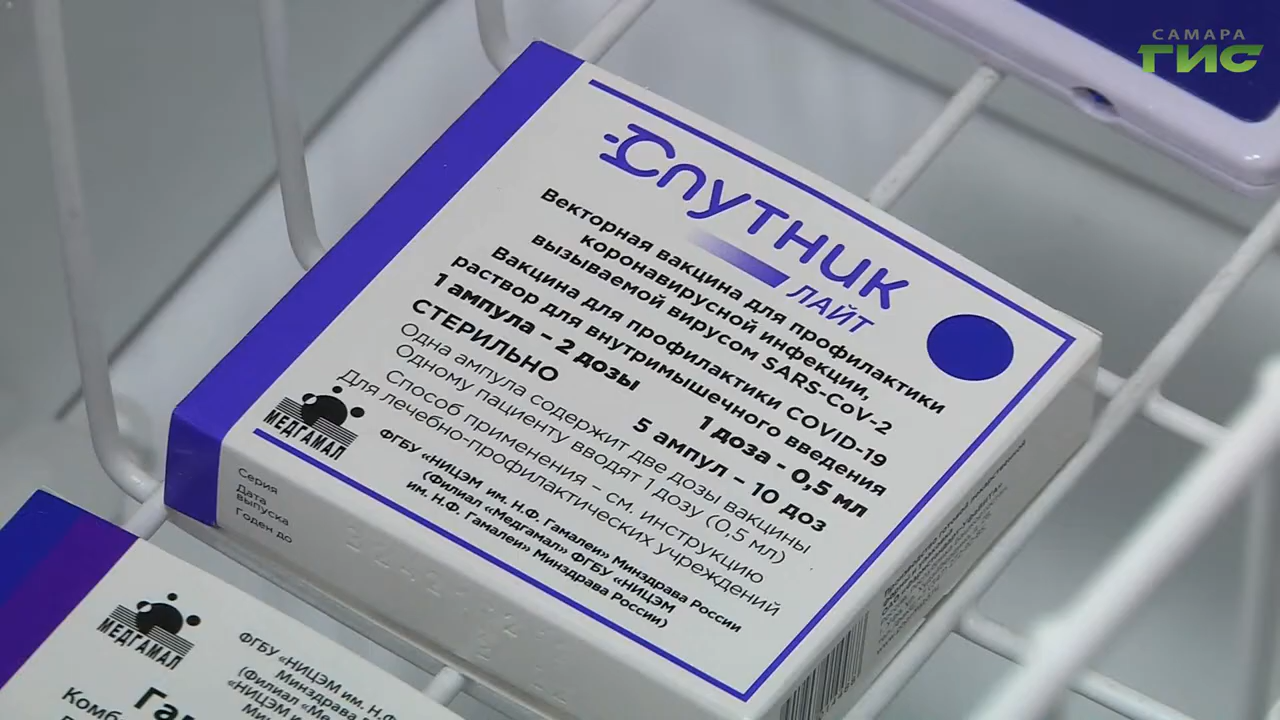 САМАРА
ГИС
СПУТНИК
ЛАЙТ
Векторная вакцина для профилактики
коронавирусной инфекции,
вызываемой вирусом SARS-CoV-2
Вакцина для профилактики COVID-19
раствор для внутримышечного введения
1 ампула – 2 дозы 1 доза - 0,5 мл
СТЕРИЛЬНО 5 ампул – 10 доз
Одна ампула содержит две дозы вакцины
Одному пациенту вводят 1 дозу (0,5 мл)
Способ применения – см. инструкцию
Для лечебно-профилактических учреждений
МЕДГАМАЛ
ФГБУ «НИЦЭМ им. Н.Ф. Гамалеи» Минздрава России
(Филиал «Медгамал» ФГБУ «НИЦЭМ
им. Н.Ф. Гамалеи» Минздрава России)
Серия
Дата
выпуска
Годен до
МЕДГАМАЛ
ФГБУ «НИЦЭМ им. Н.Ф.
Минздрава
(Филиал
«НИЦЭМ